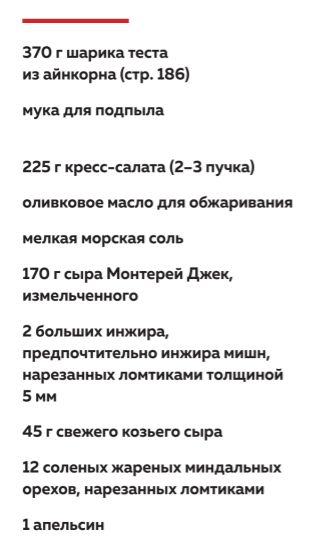 370 г шарика теста
из айнкорна (стр. 186)
мука для подпыла
225 г кресс-салата (2–3 пучка)
оливковое масло для обжаривания
мелкая морская соль
170 г сыра Монтерей Джек,
измельченного
2 больших инжира,
предпочтительно инжира мишн,
нарезанных ломтиками толщиной
5 мм
45 г свежего козьего сыра
12 соленых жареных миндальных
орехов, нарезанных ломтиками
1 апельсин